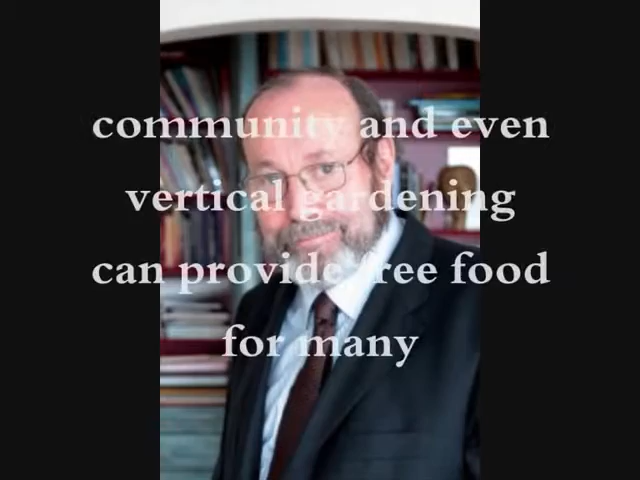 community and even
vertical gardening
can provide free food
for many